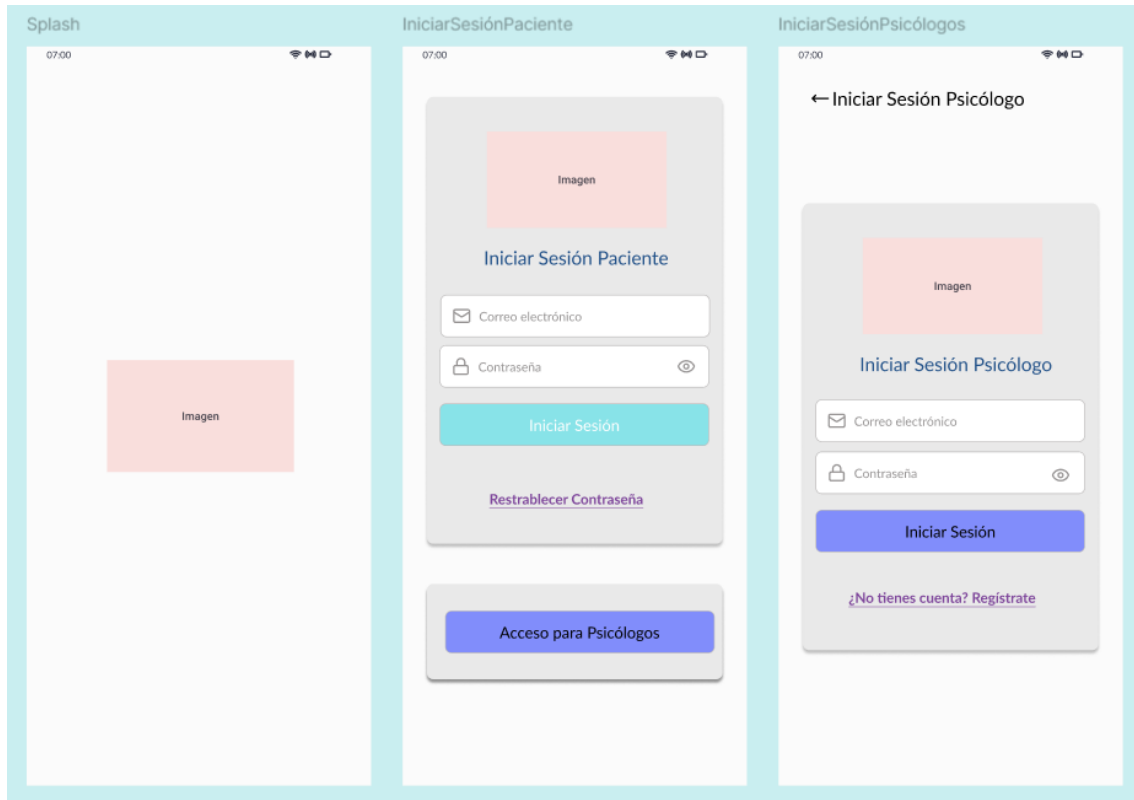 Splash
07:00
Imagen
IniciarSesiónPaciente
07:00
Imagen
Iniciar Sesión Paciente
Correo electrónico
Contraseña
Iniciar Sesión
Restrablecer Contraseña
Acceso para Psicólogos
IniciarSesiónPsicólogos
07:00
←Iniciar Sesión Psicólogo
Imagen
Iniciar Sesión Psicólogo
Correo electrónico
Contraseña
Iniciar Sesión
¿No tienes cuenta? Regístrate